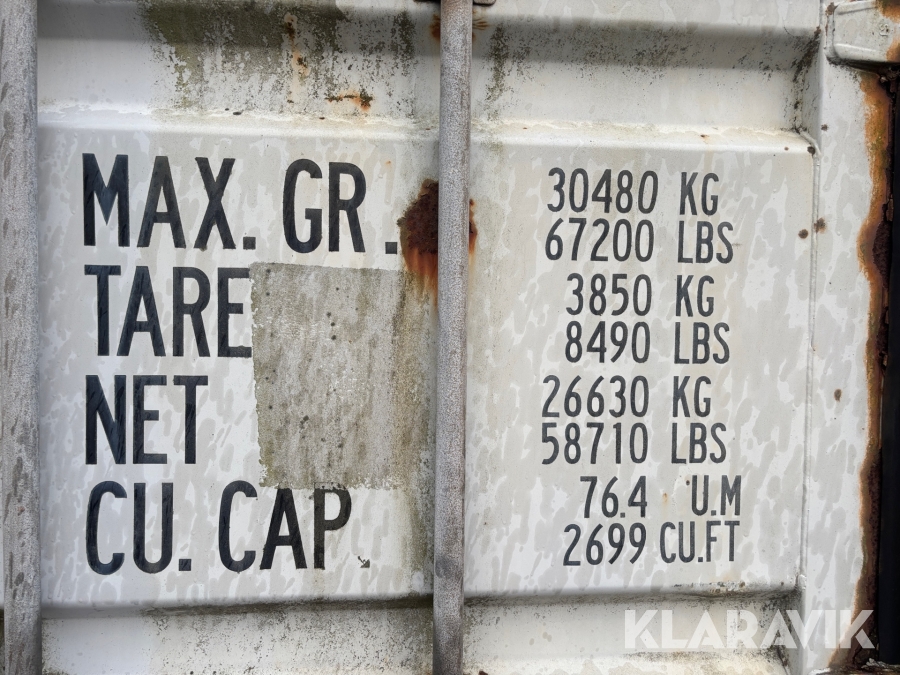 MAX. GR. 30480 KG
67200 LBS
TARE 3850 KG
8490 LBS
NET 26630 KG
58710 LBS
CU. CAP. 76.4 U.M
2699 CU.FT
KLARAVIK